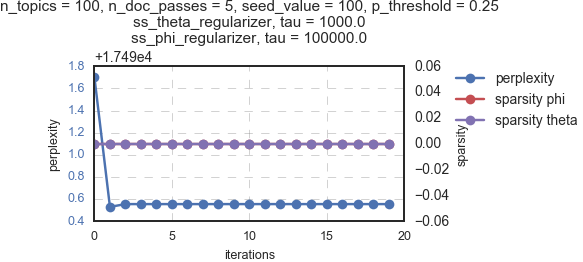 n_topics = 100, n_doc_passes = 5, seed_value = 100, p_threshold = 0.25
ss_theta_regularizer, tau = 1000.0
ss_phi_regularizer, tau = 100000.0
+1.749e4
1.8
1.6
1.4
1.2
1.0
0.8
0.6
0.4
perplexity
0
5
10
15
20
iterations
0.06
0.04
0.02
0.00
−0.02
−0.04
−0.06
sparsity
perplexity
sparsity phi
sparsity theta